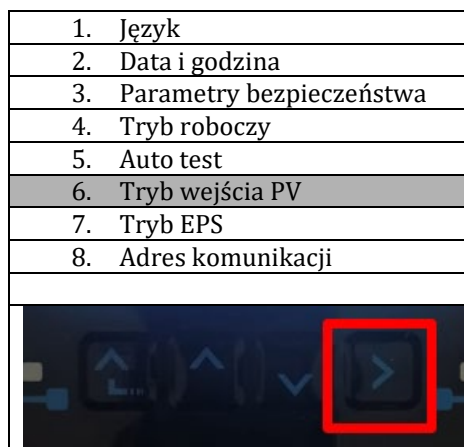 1. Język
2. Data i godzina
3. Parametry bezpieczeństwa
4. Tryb roboczy
5. Auto test
6. Tryb wejścia PV
7. Tryb EPS
8. Adres komunikacji